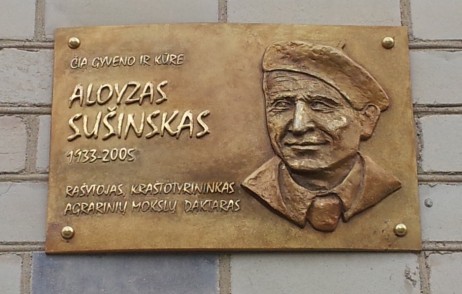 ČIA GYVENO IR KŪRĖ
ALOYZAS
SUŠINSKAS
1933-2005
RAŠYTOJAS, KRAŠTOTYRININKAS
AGRARINIŲ MOKSLŲ DAKTARAS